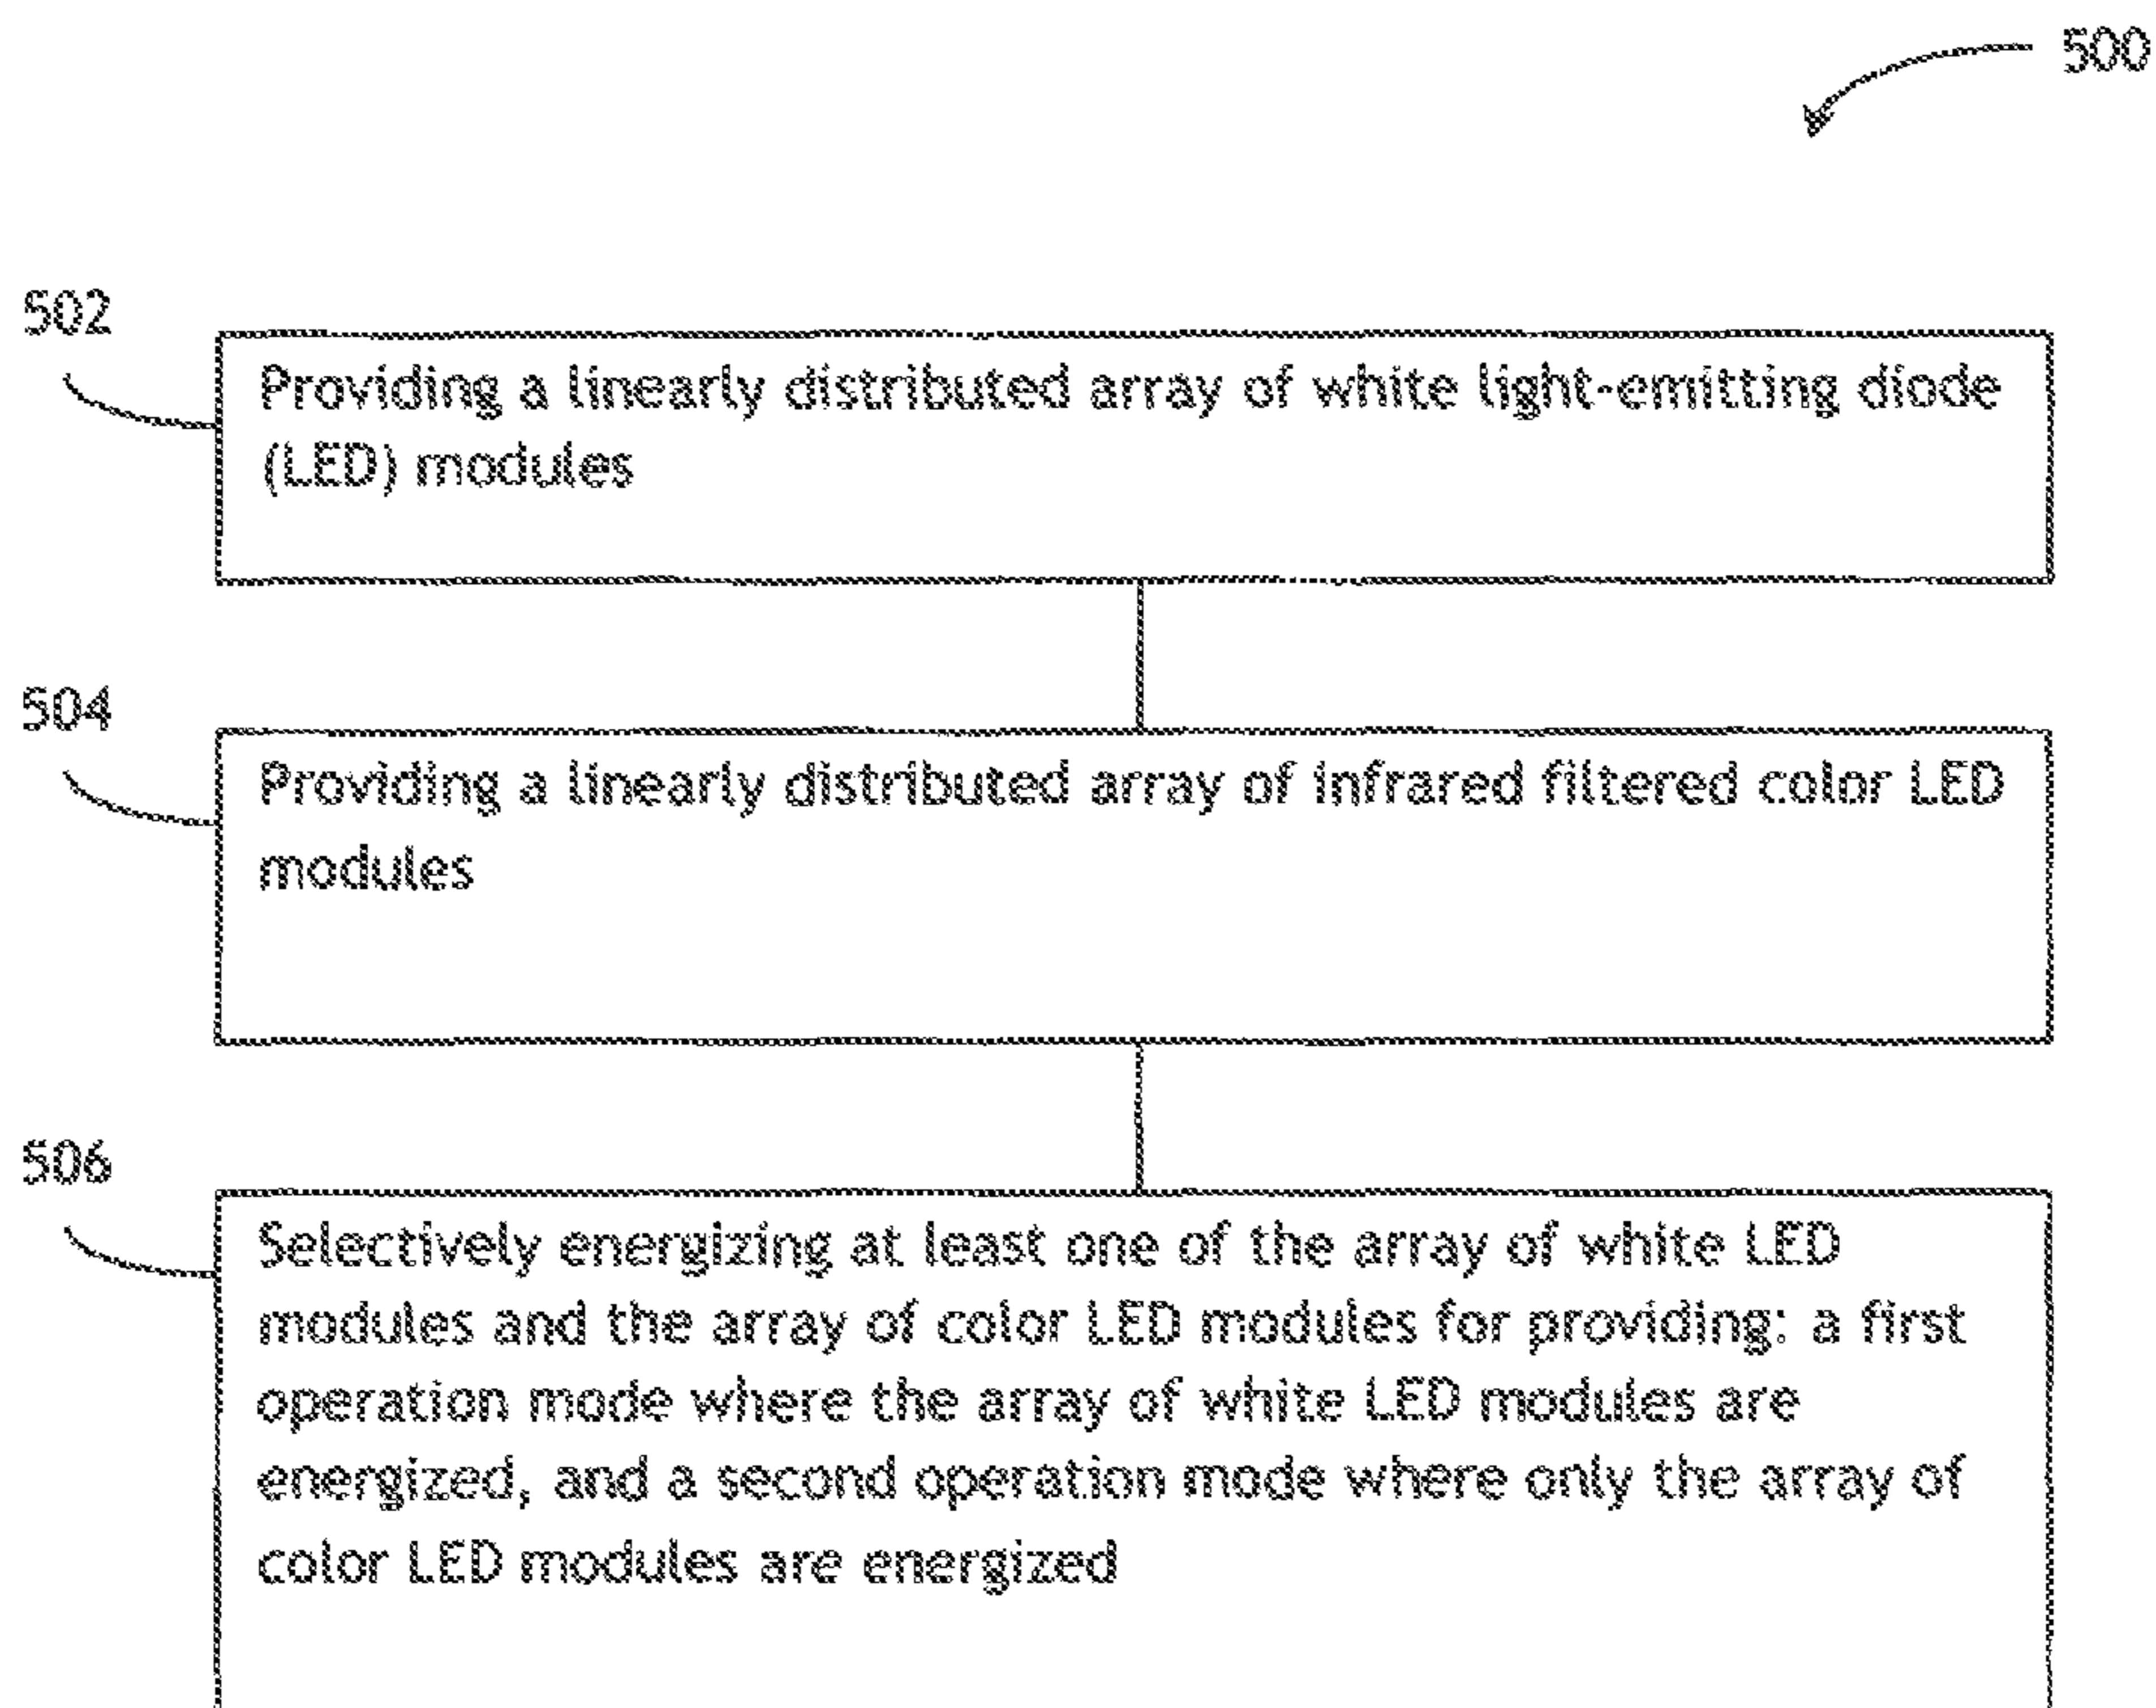 500
502
Providing a linearly distributed array of white light-emitting diode
(LED) modules
504
Providing a linearly distributed array of infrared filtered color LED
modules
506
Selectively energizing at least one of the array of white LED
modules and the array of color LED modules for providing: a first
operation mode where the array of white LED modules are
energized, and a second operation mode where only the array of
color LED modules are energized